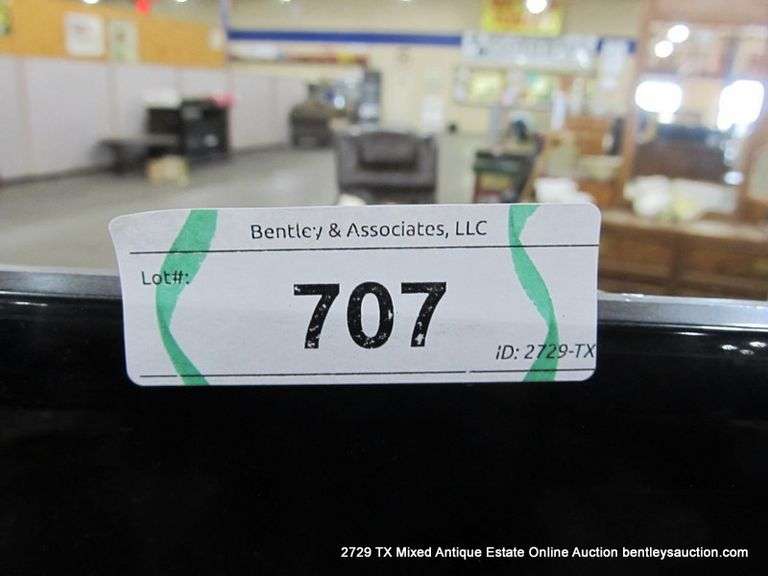 Bentley & Associates, LLC
Lot#:
707
ID: 2729-TX
2729 TX Mixed Antique Estate Online Auction bentleysauction.com